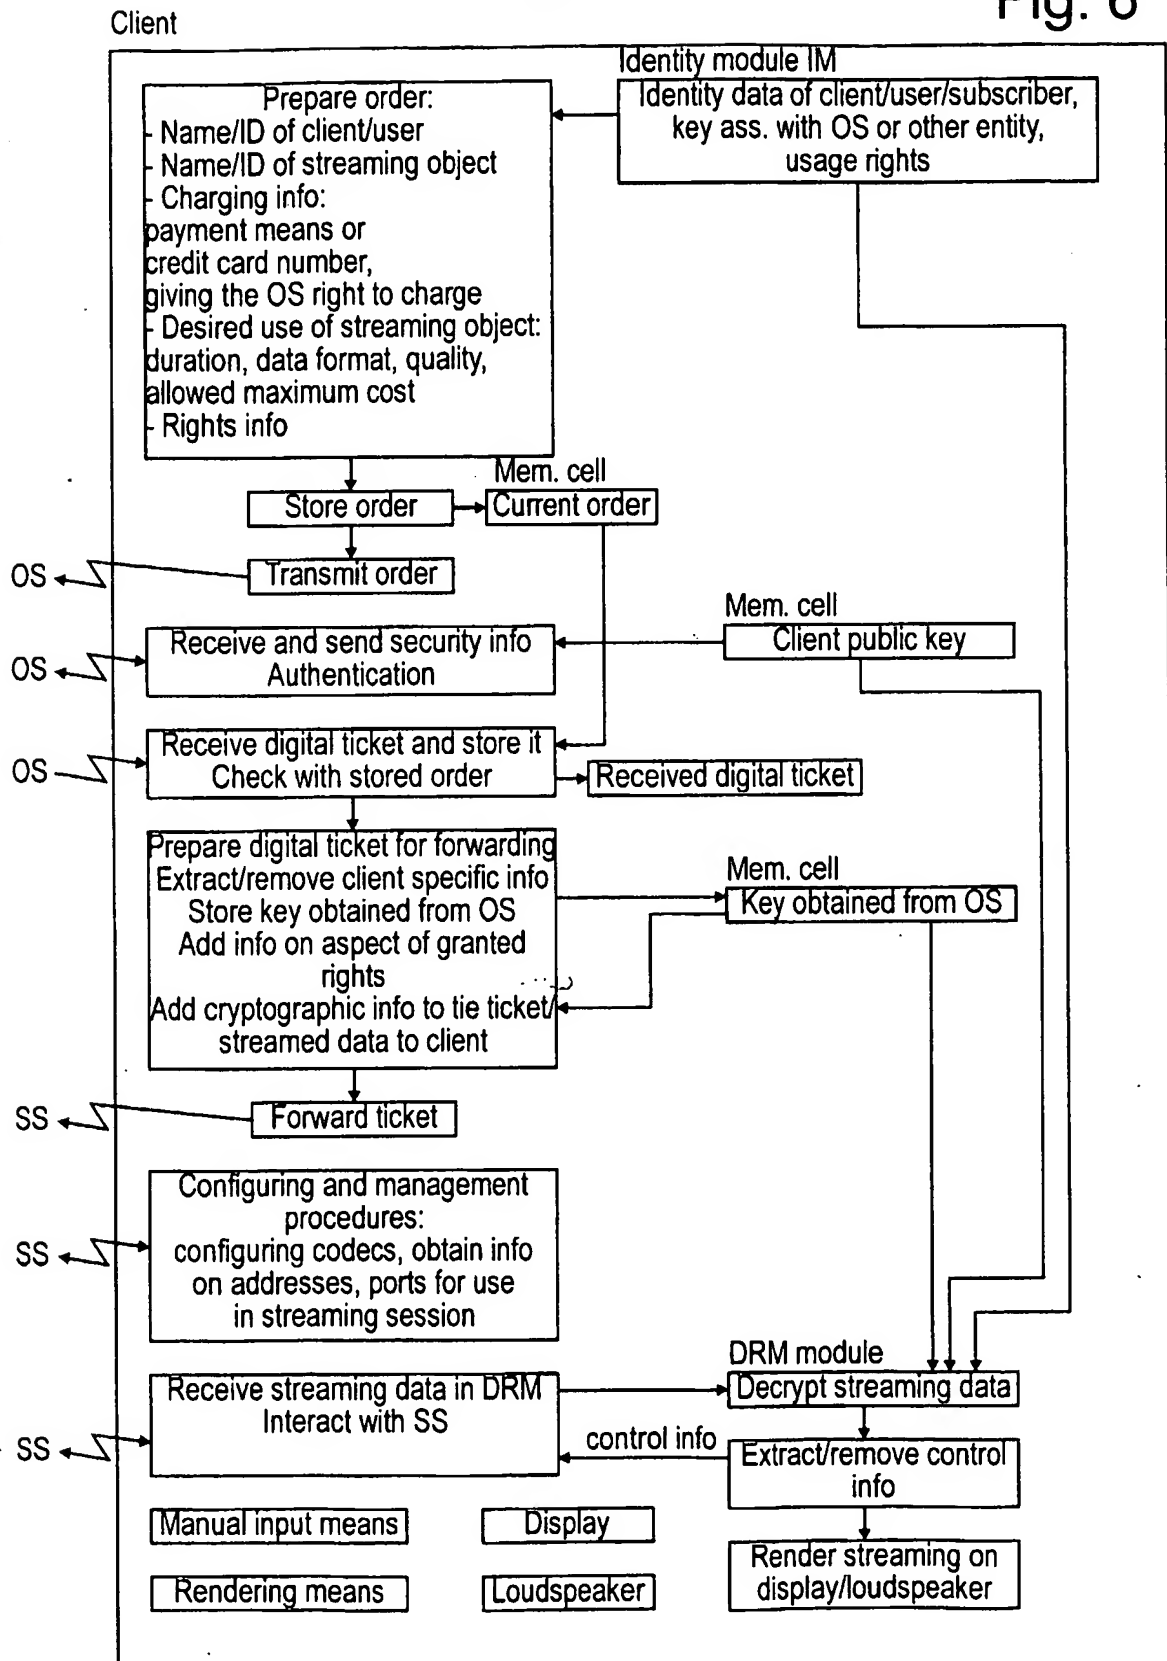 Fig. 6
Client
Identity module IM
Identity data of client/user/subscriber,
key ass. with OS or other entity,
usage rights
Prepare order:
- Name/ID of client/user
- Name/ID of streaming object
- Charging info:
payment means or
credit card number,
giving the OS right to charge
- Desired use of streaming object:
duration, data format, quality,
allowed maximum cost
- Rights info
Mem. cell
Store order
Current order
OS
Transmit order
Mem. cell
Client public key
OS
Receive and send security info
Authentication
OS
Receive digital ticket and store it
Check with stored order
Received digital ticket
Prepare digital ticket for forwarding
Extract/remove client specific info
Store key obtained from OS
Add info on aspect of granted
rights
Add cryptographic info to tie ticket/
streamed data to client
Mem. cell
Key obtained from OS
SS
Forward ticket
SS
Configuring and management
procedures:
configuring codecs, obtain info
on addresses, ports for use
in streaming session
DRM module
Decrypt streaming data
SS
Receive streaming data in DRM
Interact with SS
control info
Extract/remove control
info
Manual input means
Display
Render streaming on
display/loudspeaker
Rendering means
Loudspeaker